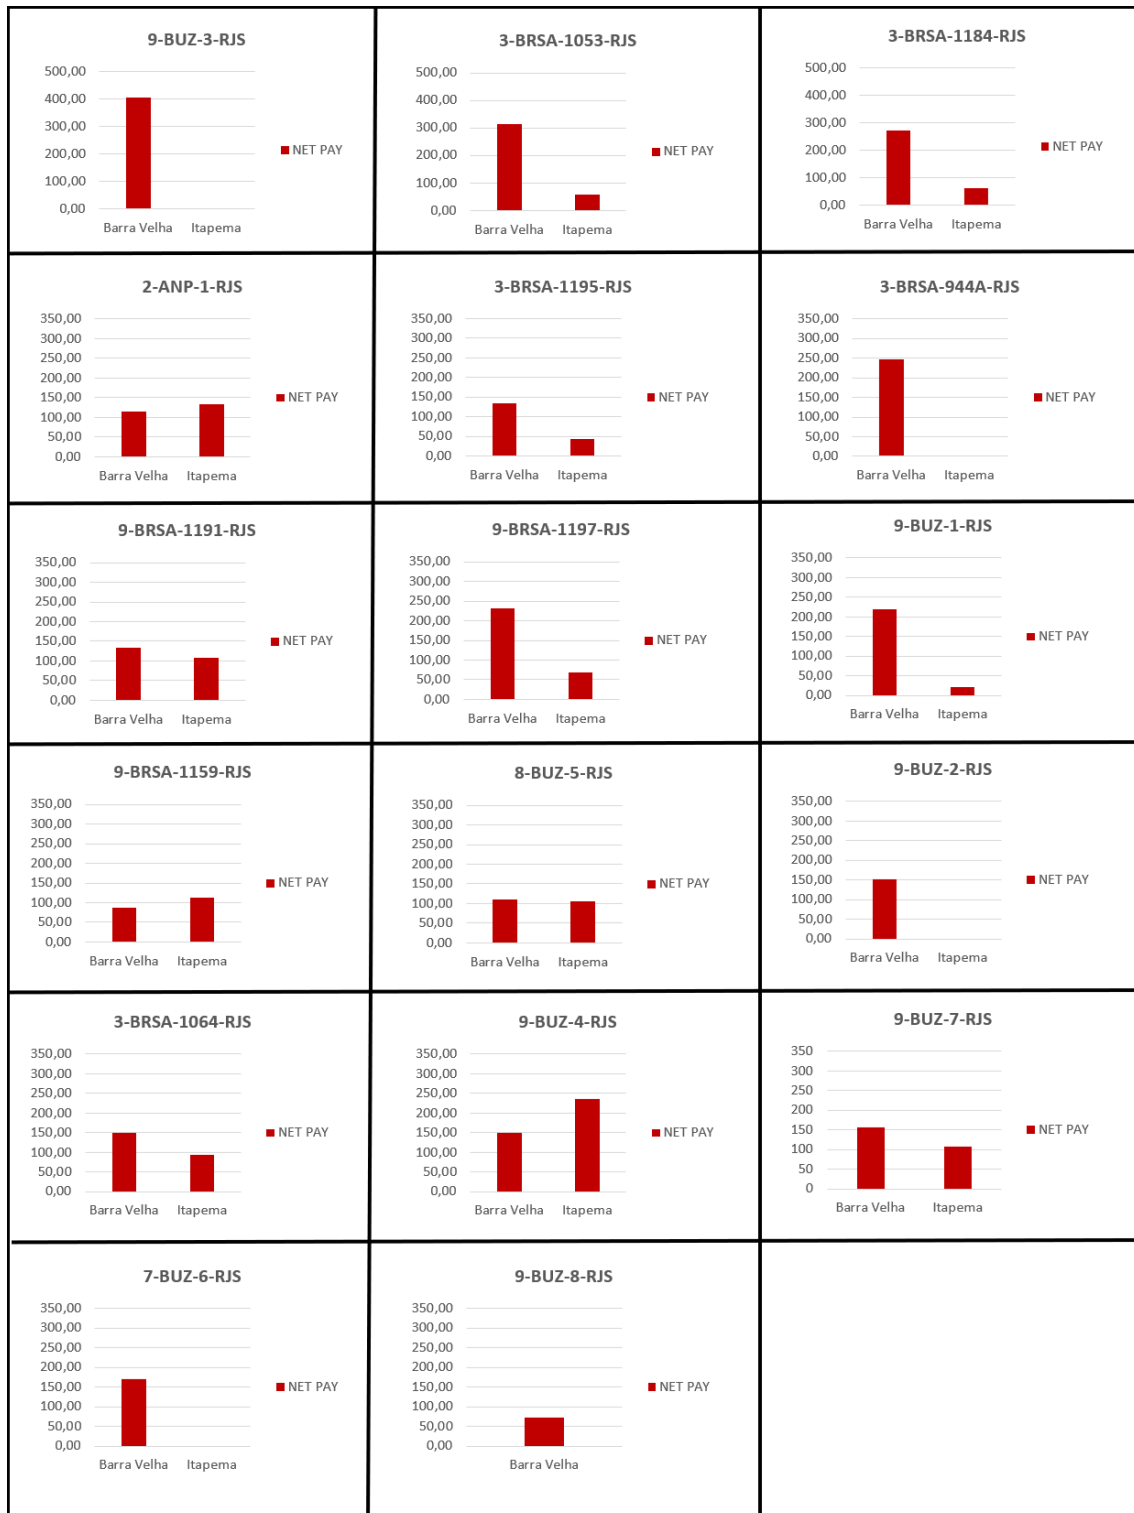 9-BUZ-3-RJS
500,00
400,00
300,00
200,00
100,00
0,00
NET PAY
Barra Velha Itapema
3-BRSA-1053-RJS
500,00
400,00
300,00
200,00
100,00
0,00
NET PAY
Barra Velha Itapema
3-BRSA-1184-RJS
500,00
400,00
300,00
200,00
100,00
0,00
NET PAY
Barra Velha Itapema
2-ANP-1-RJS
350,00
300,00
250,00
200,00
150,00
100,00
50,00
0,00
NET PAY
Barra Velha Itapema
3-BRSA-1195-RJS
350,00
300,00
250,00
200,00
150,00
100,00
50,00
0,00
NET PAY
Barra Velha Itapema
3-BRSA-944A-RJS
350,00
300,00
250,00
200,00
150,00
100,00
50,00
0,00
NET PAY
Barra Velha Itapema
9-BRSA-1191-RJS
350,00
300,00
250,00
200,00
150,00
100,00
50,00
0,00
NET PAY
Barra Velha Itapema
9-BRSA-1197-RJS
350,00
300,00
250,00
200,00
150,00
100,00
50,00
0,00
NET PAY
Barra Velha Itapema
9-BUZ-1-RJS
350,00
300,00
250,00
200,00
150,00
100,00
50,00
0,00
NET PAY
Barra Velha Itapema
9-BRSA-1159-RJS
350,00
300,00
250,00
200,00
150,00
100,00
50,00
0,00
NET PAY
Barra Velha Itapema
8-BUZ-5-RJS
350,00
300,00
250,00
200,00
150,00
100,00
50,00
0,00
NET PAY
Barra Velha Itapema
9-BUZ-2-RJS
350,00
300,00
250,00
200,00
150,00
100,00
50,00
0,00
NET PAY
Barra Velha Itapema
3-BRSA-1064-RJS
350,00
300,00
250,00
200,00
150,00
100,00
50,00
0,00
NET PAY
Barra Velha Itapema
9-BUZ-4-RJS
350,00
300,00
250,00
200,00
150,00
100,00
50,00
0,00
NET PAY
Barra Velha Itapema
9-BUZ-7-RJS
350
300
250
200
150
100
50
0
NET PAY
Barra Velha Itapema
7-BUZ-6-RJS
350,00
300,00
250,00
200,00
150,00
100,00
50,00
0,00
NET PAY
Barra Velha Itapema
9-BUZ-8-RJS
350,00
300,00
250,00
200,00
150,00
100,00
50,00
0,00
NET PAY
Barra Velha